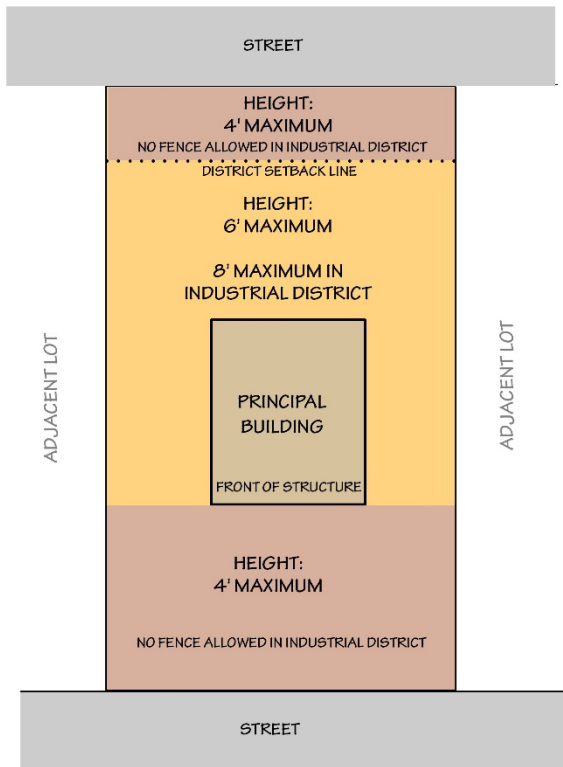 STREET
HEIGHT:
4' MAXIMUM
NO FENCE ALLOWED IN INDUSTRIAL DISTRICT
DISTRICT SETBACK LINE
HEIGHT:
6' MAXIMUM
8' MAXIMUM IN
INDUSTRIAL DISTRICT
ADJACENT LOT
ADJACENT LOT
PRINCIPAL
BUILDING
FRONT OF STRUCTURE
HEIGHT:
4' MAXIMUM
NO FENCE ALLOWED IN INDUSTRIAL DISTRICT
STREET